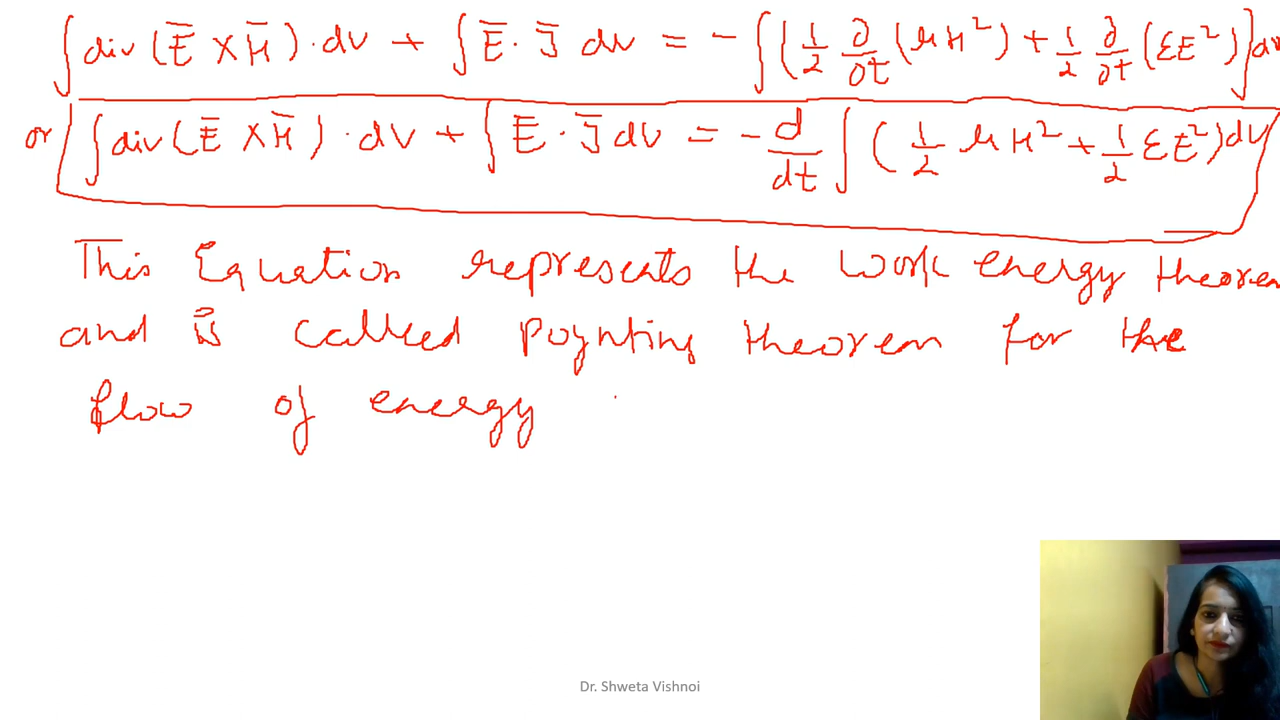 ∫div(E̅ X H̅)·dv + ∫E̅·J̅ dv = -∫(½ ∂/∂t (μH²) + ½ ∂/∂t (εE²)]dv
or ∫div(E̅ X H̅)·dv + ∫E̅·J̅dv = -d/dt ∫(½ μH² + ½ εE²)dv
This Equation represents the work energy theorem
and is called Poynting theorem for the
flow of energy
Dr. Shweta Vishnoi